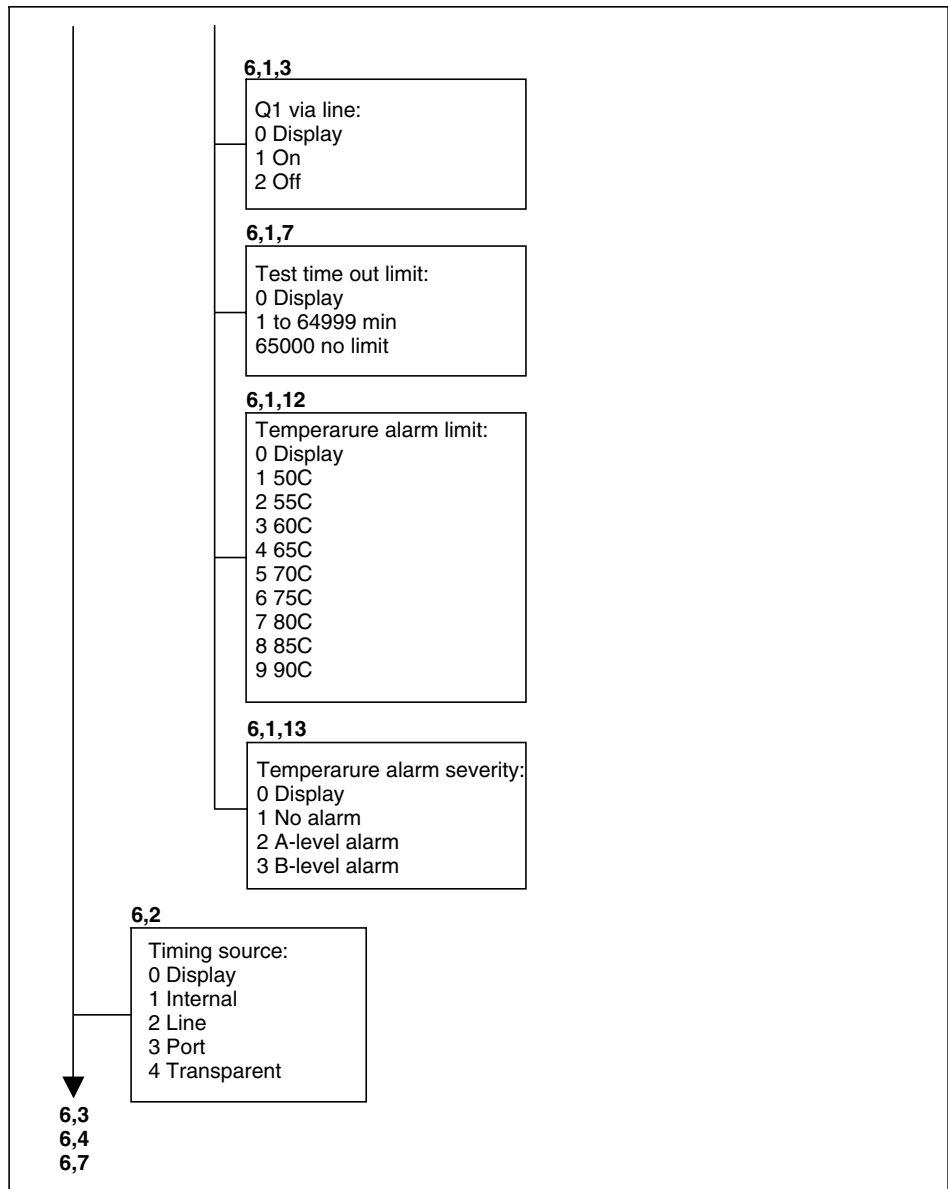 6,1,3
Q1 via line:
0 Display
1 On
2 Off
6,1,7
Test time out limit:
0 Display
1 to 64999 min
65000 no limit
6,1,12
Temperarure alarm limit:
0 Display
1 50C
2 55C
3 60C
4 65C
5 70C
6 75C
7 80C
8 85C
9 90C
6,1,13
Temperarure alarm severity:
0 Display
1 No alarm
2 A-level alarm
3 B-level alarm
6,2
Timing source:
0 Display
1 Internal
2 Line
3 Port
4 Transparent
6,3
6,4
6,7